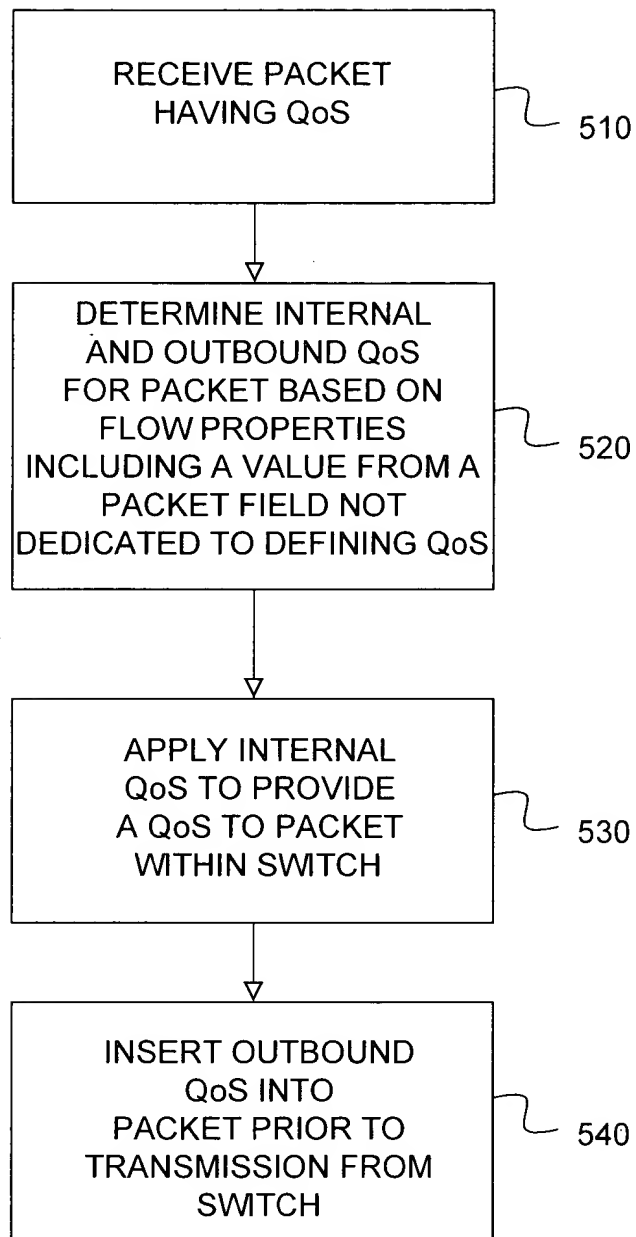 RECEIVE PACKET
HAVING QoS
510
DETERMINE INTERNAL
AND OUTBOUND QoS
FOR PACKET BASED ON
FLOW PROPERTIES
INCLUDING A VALUE FROM A
PACKET FIELD NOT
DEDICATED TO DEFINING QoS
520
APPLY INTERNAL
QoS TO PROVIDE
A QoS TO PACKET
WITHIN SWITCH
530
INSERT OUTBOUND
QoS INTO
PACKET PRIOR TO
TRANSMISSION FROM
SWITCH
540